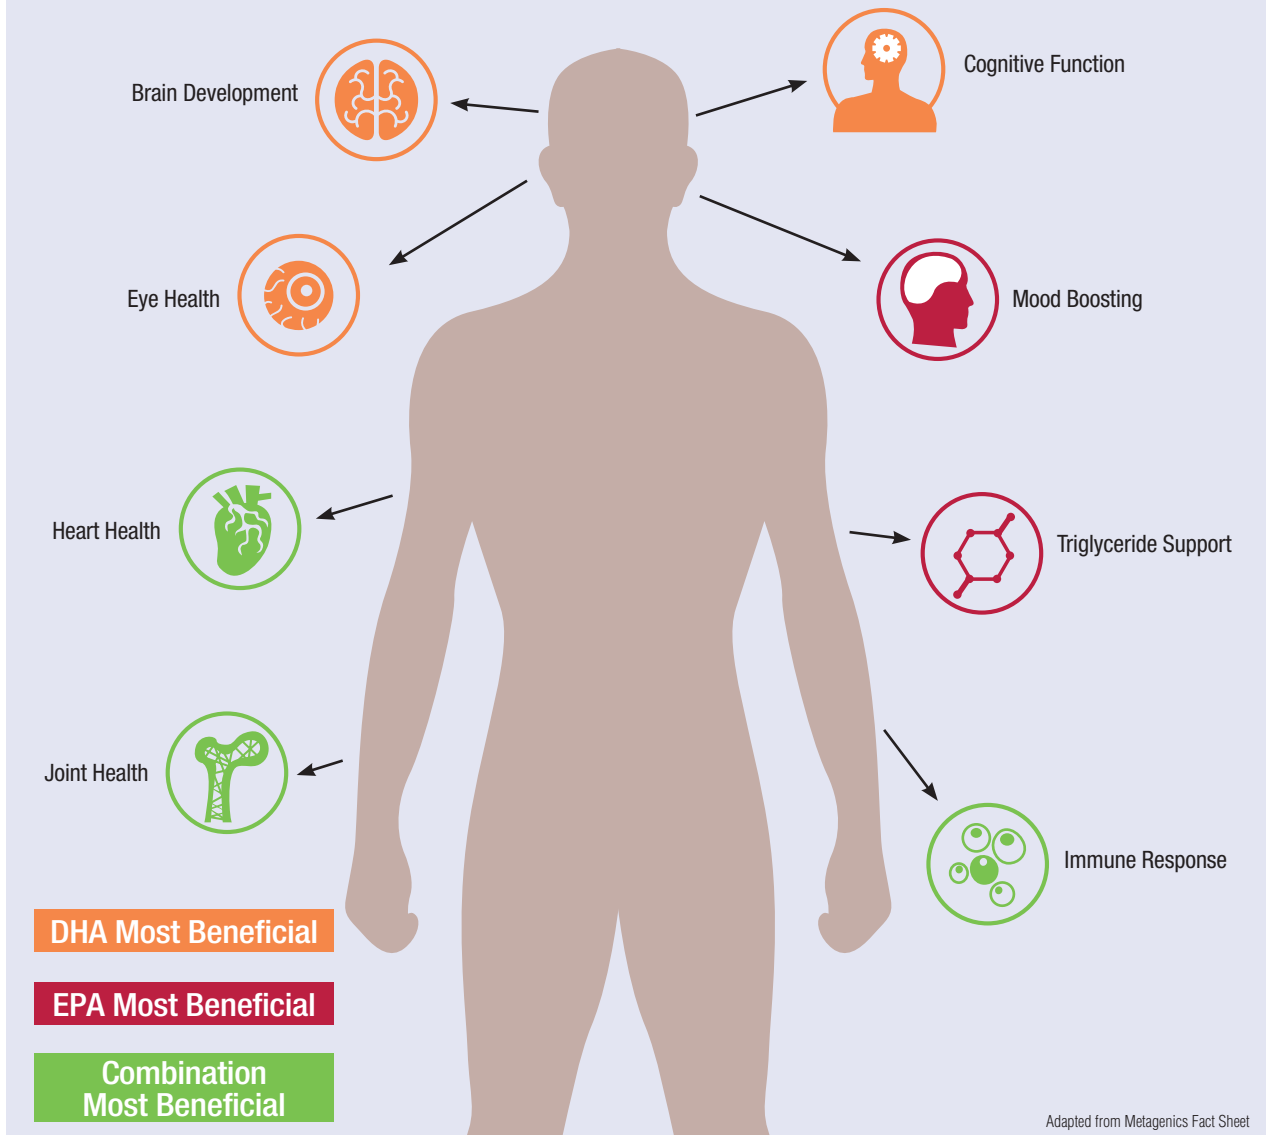 Brain Development
Cognitive Function
Eye Health
Mood Boosting
Heart Health
Triglyceride Support
Joint Health
Immune Response
DHA Most Beneficial
EPA Most Beneficial
Combination
Most Beneficial
Adapted from Metagenics Fact Sheet